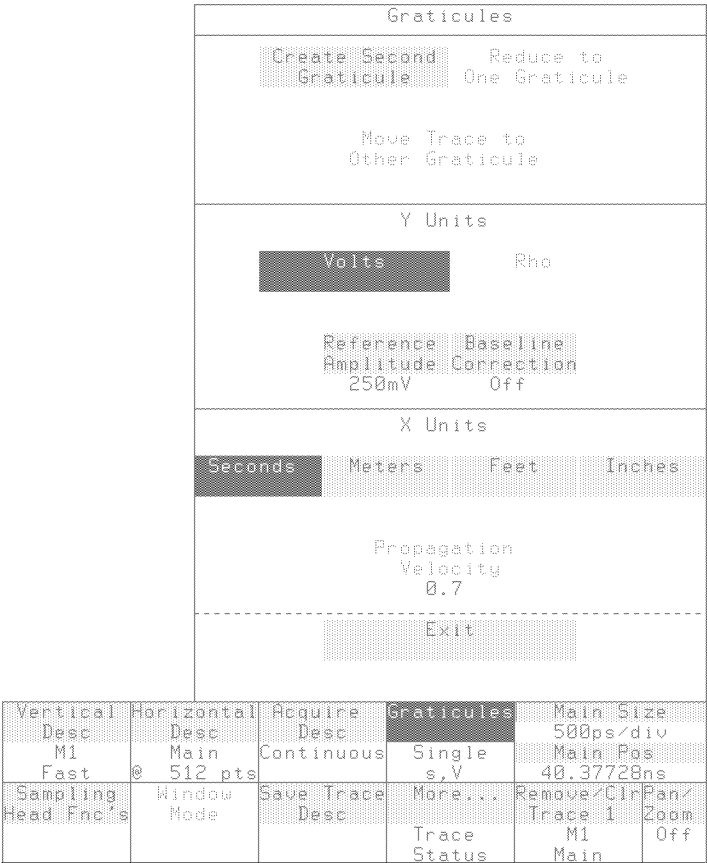 Graticules
Create Second Reduce to
Graticule One Graticule
Move Trace to
Other Graticule
Y Units
Volts Rho
Reference Baseline
Amplitude Correction
250mV Off
X Units
Seconds Meters Feet Inches
Propagation
Velocity
0.7
Exit
Vertical Horizontal Acquire Graticules Main Size
Desc Desc Desc 500ps/div
M1 Main Continuous Single Main Pos
Fast @ 512 pts s,V 40.37728ns
Sampling Window Save Trace More... Remove/Clr Pan/
Head Fnc's Mode Desc Trace 1 Zoom
Trace M1 Off
Status Main